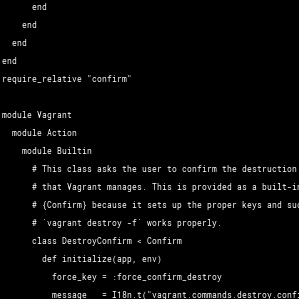 end
end
end
end
require_relative "confirm"
module Vagrant
module Action
module Builtin
# This class asks the user to confirm the destruction
# that Vagrant manages. This is provided as a built-in
# {Confirm} because it sets up the proper keys and suc
# `vagrant destroy -f` works properly.
class DestroyConfirm < Confirm
def initialize(app, env)
force_key = :force_confirm_destroy
message = I18n.t("vagrant.commands.destroy.confi